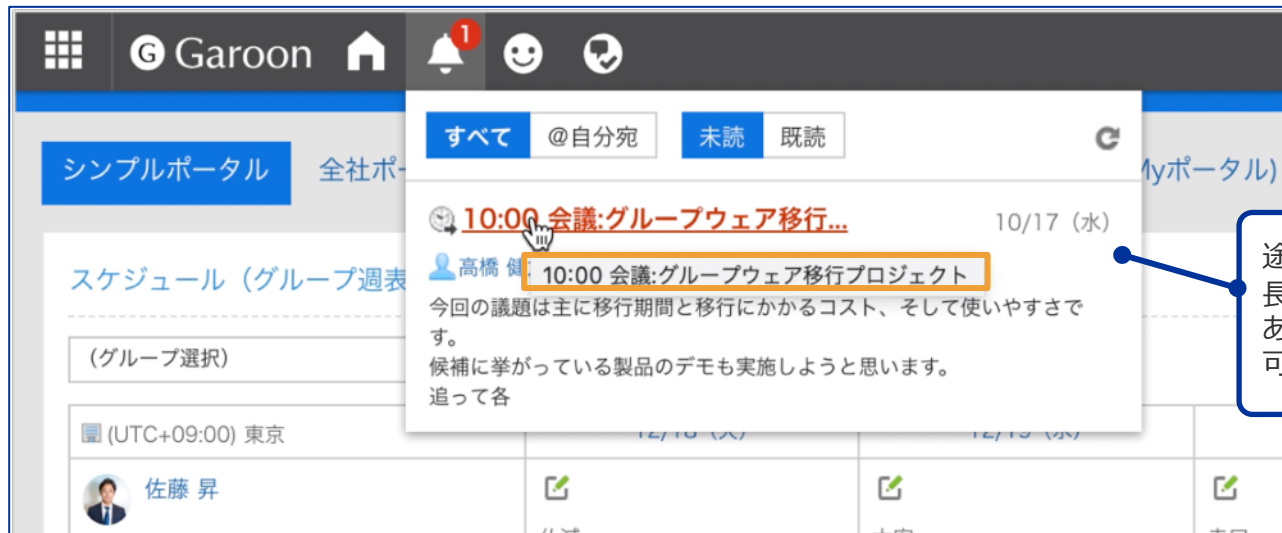 Garoon
1
すべて @自分宛 未読 既読
シンプルポータル 全社ポー Myポータル)
10:00 会議:グループウェア移行... 10/17(水)
高橋 健
10:00 会議:グループウェア移行プロジェクト
スケジュール(グループ週表
今回の議題は主に移行期間と移行にかかるコスト、そして使いやすさで
す。
(グループ選択)
候補に挙がっている製品のデモも実施しようと思います。
追って各
途
長
あ
可
(UTC+09:00) 東京
佐藤 昇